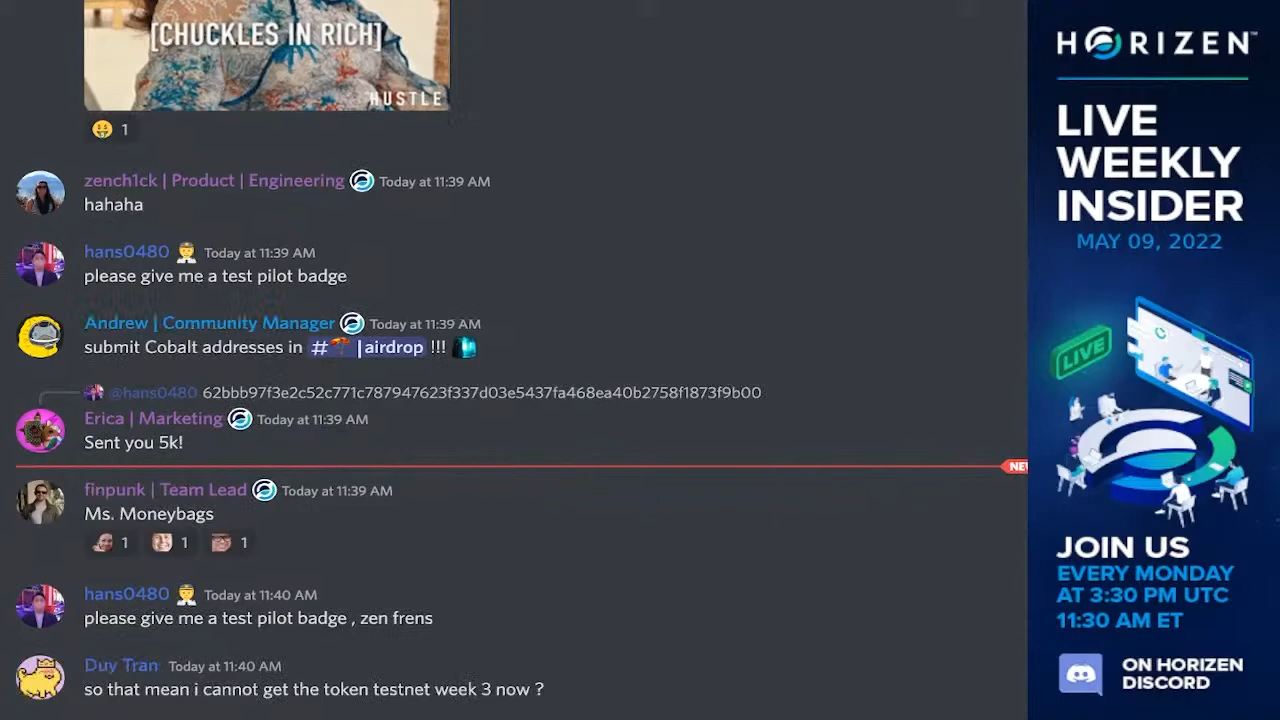 [CHUCKLES IN RICH]
HUSTLE
1
zench1ck | Product | Engineering Today at 11:39 AM
hahaha
hans0480 Today at 11:39 AM
please give me a test pilot badge
Andrew | Community Manager Today at 11:39 AM
submit Cobalt addresses in # |airdrop !!!
@hans0480 62bbb97f3e2c52c771c787947623f337d03e5437fa468ea40b2758f1873f9b00
Erica | Marketing Today at 11:39 AM
Sent you 5k!
NEW
finpunk | Team Lead Today at 11:39 AM
Ms. Moneybags
1 1 1
hans0480 Today at 11:40 AM
please give me a test pilot badge , zen frens
Duy Tran Today at 11:40 AM
so that mean i cannot get the token testnet week 3 now ?
HORIZEN™
LIVE
WEEKLY
INSIDER
MAY 09, 2022
LIVE
JOIN US
EVERY MONDAY
AT 3:30 PM UTC
11:30 AM ET
ON HORIZEN
DISCORD